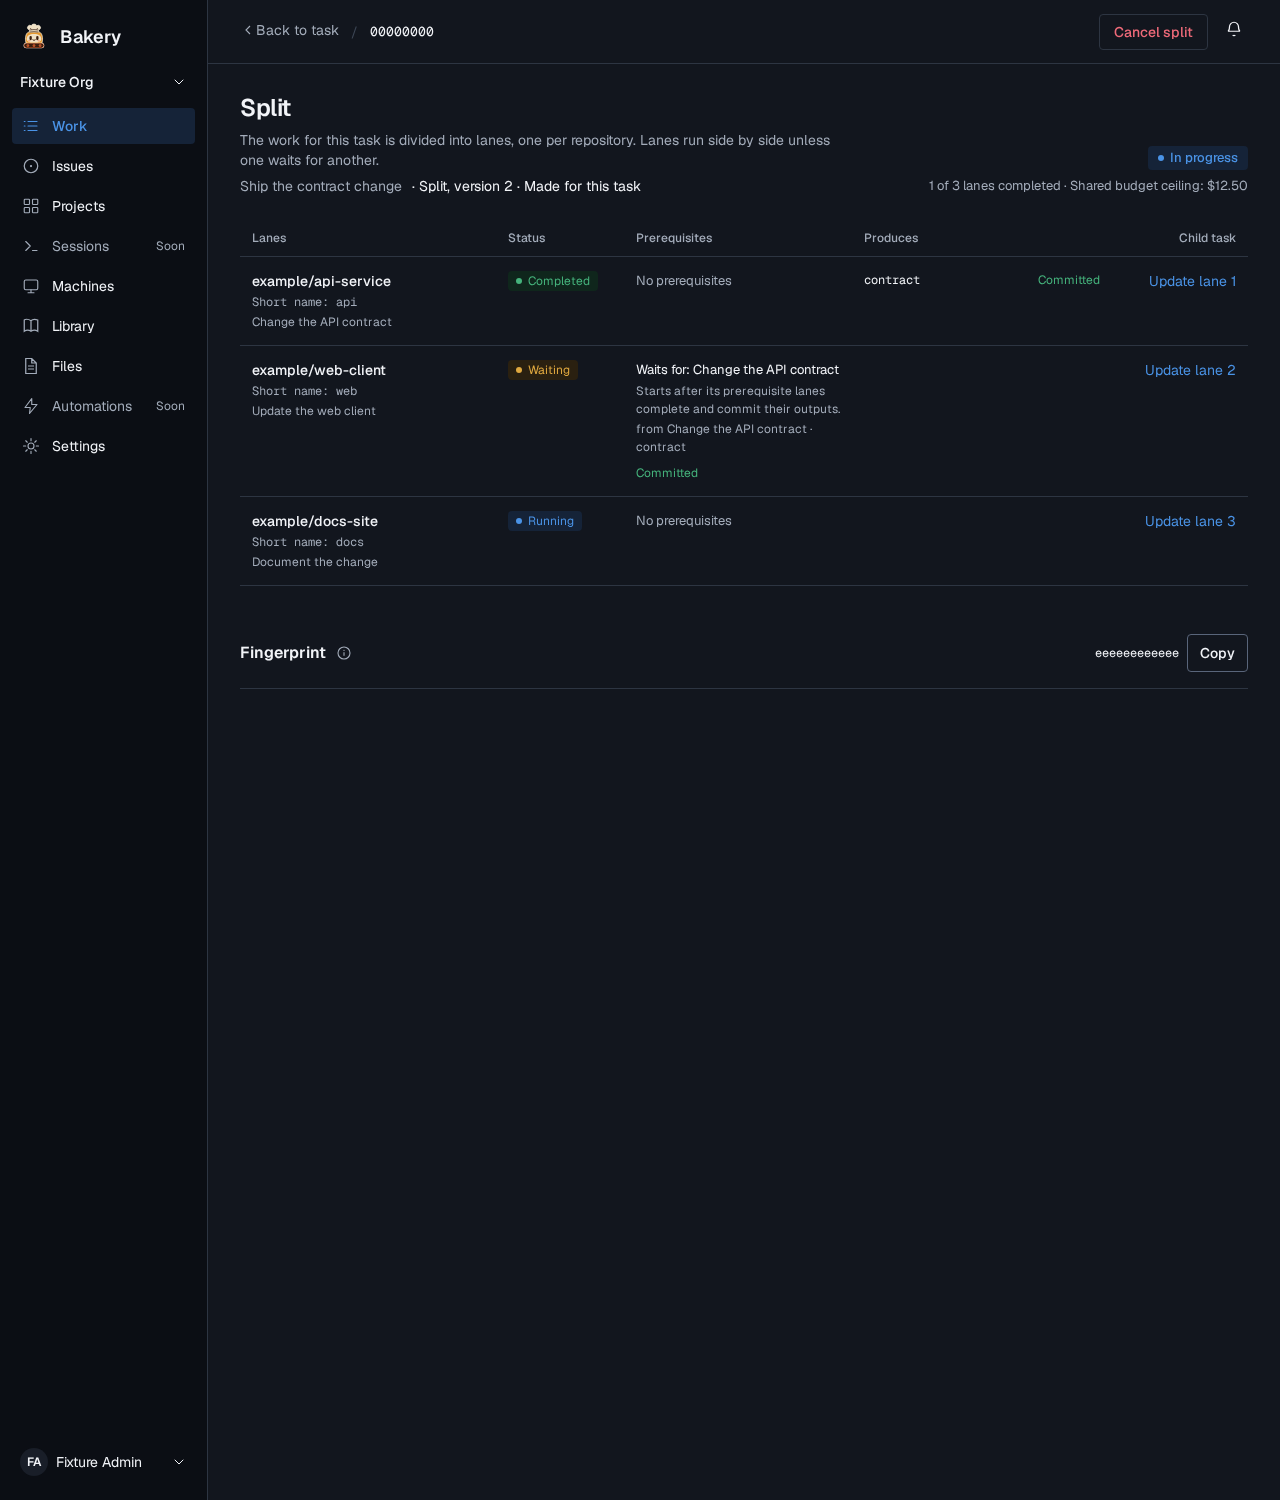 Bakery
Fixture Org
Work
Issues
Projects
Sessions Soon
Machines
Library
Files
Automations Soon
Settings
FA Fixture Admin
Back to task / 00000000
Cancel split
Split
The work for this task is divided into lanes, one per repository. Lanes run side by side unless
one waits for another.
Ship the contract change · Split, version 2 · Made for this task
In progress
1 of 3 lanes completed · Shared budget ceiling: $12.50
Lanes Status Prerequisites Produces Child task
example/api-service Completed No prerequisites contract Committed Update lane 1
Short name: api
Change the API contract
example/web-client Waiting Waits for: Change the API contract Update lane 2
Short name: web
Update the web client
Starts after its prerequisite lanes
complete and commit their outputs.
from Change the API contract ·
contract
Committed
example/docs-site Running No prerequisites Update lane 3
Short name: docs
Document the change
Fingerprint eeeeeeeeeeee Copy